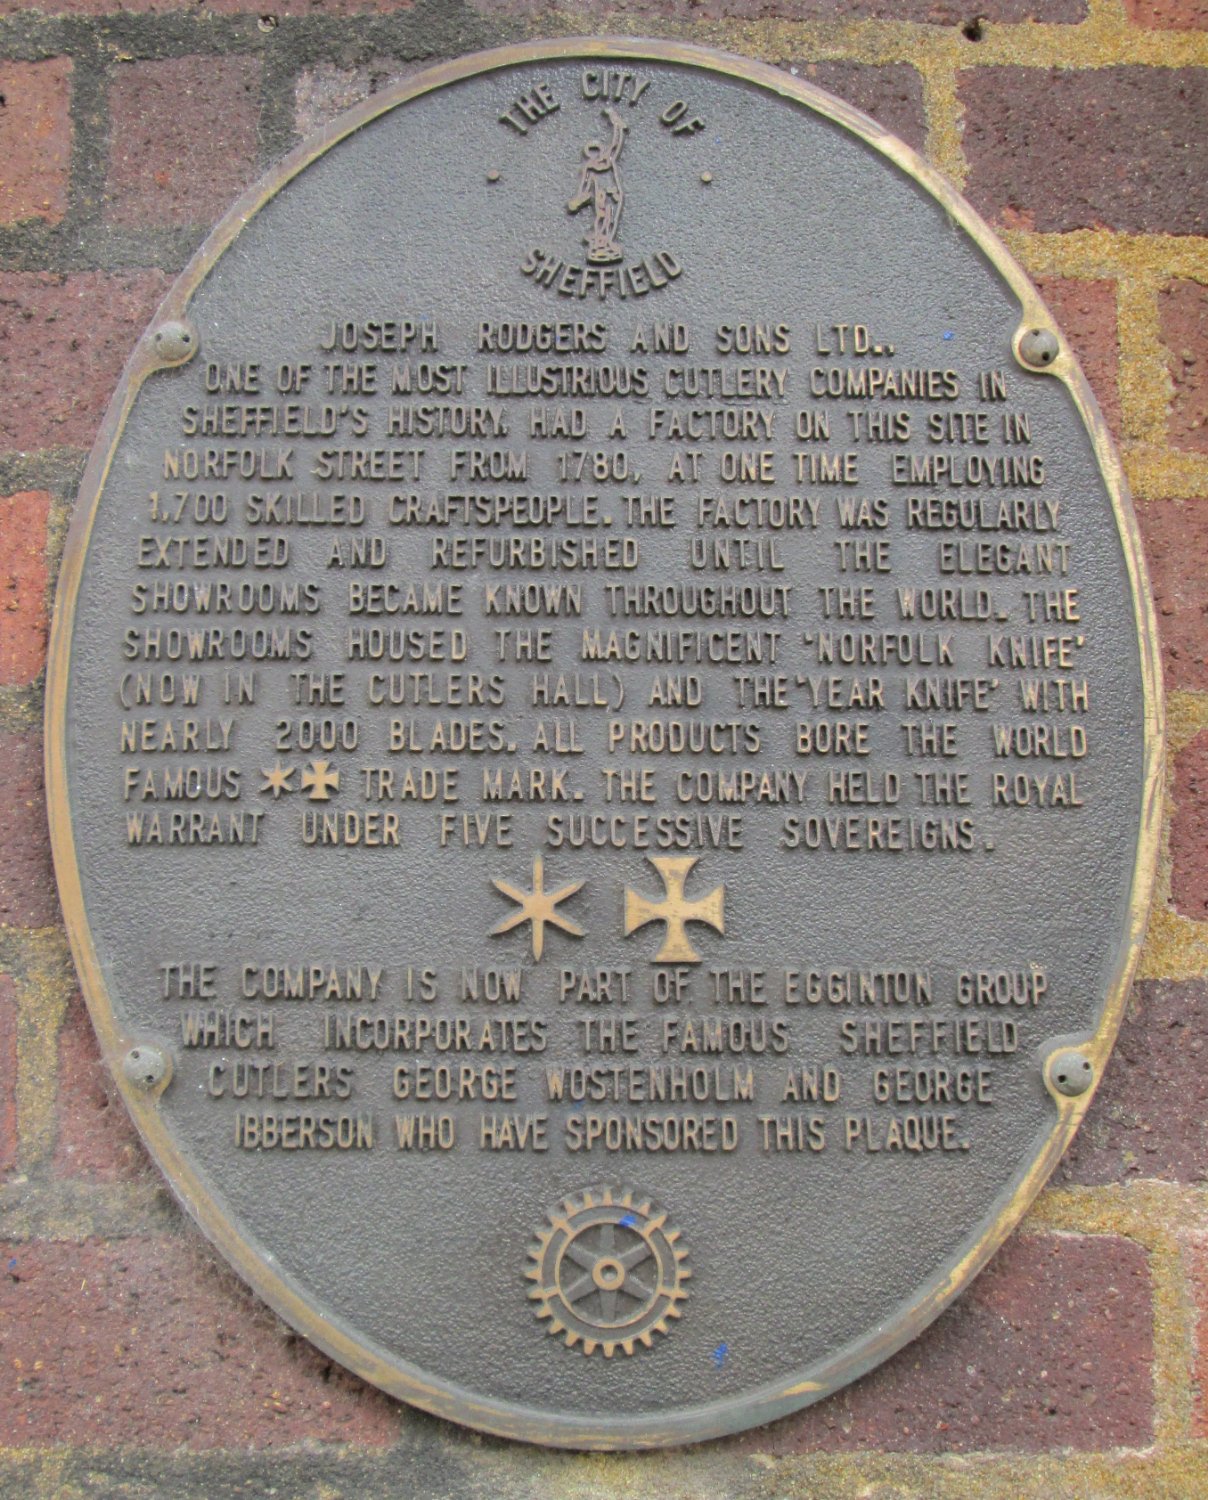 THE CITY OF
SHEFFIELD
JOSEPH RODGERS AND SONS LTD.,
ONE OF THE MOST ILLUSTRIOUS CUTLERY COMPANIES IN
SHEFFIELD'S HISTORY, HAD A FACTORY ON THIS SITE IN
NORFOLK STREET FROM 1780, AT ONE TIME EMPLOYING
1,700 SKILLED CRAFTSPEOPLE. THE FACTORY WAS REGULARLY
EXTENDED AND REFURBISHED UNTIL THE ELEGANT
SHOWROOMS BECAME KNOWN THROUGHOUT THE WORLD. THE
SHOWROOMS HOUSED THE MAGNIFICENT 'NORFOLK KNIFE'
(NOW IN THE CUTLERS HALL) AND THE 'YEAR KNIFE' WITH
NEARLY 2000 BLADES. ALL PRODUCTS BORE THE WORLD
FAMOUS TRADE MARK. THE COMPANY HELD THE ROYAL
WARRANT UNDER FIVE SUCCESSIVE SOVEREIGNS.
THE COMPANY IS NOW PART OF THE EGGINTON GROUP
WHICH INCORPORATES THE FAMOUS SHEFFIELD
CUTLERS GEORGE WOSTENHOLM AND GEORGE
IBBERSON WHO HAVE SPONSORED THIS PLAQUE.